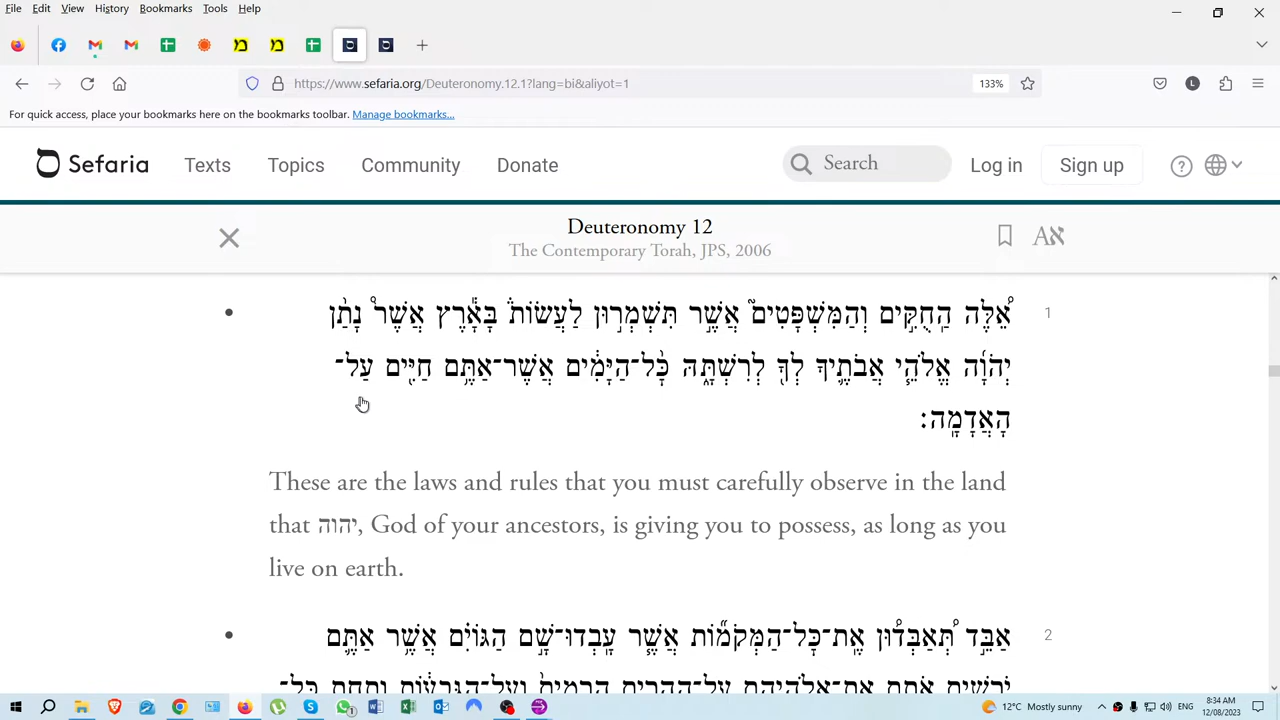 File Edit View History Bookmarks Tools Help
https://www.sefaria.org/Deuteronomy.12.1?lang=bi&aliyot=1 133% L
For quick access, place your bookmarks here on the bookmarks toolbar. Manage bookmarks...
Sefaria Texts Topics Community Donate Search Log in Sign up
Deuteronomy 12
The Contemporary Torah, JPS, 2006
1 אֵ֠לֶּה הַֽחֻקִּ֣ים וְהַמִּשְׁפָּטִים֮ אֲשֶׁ֣ר תִּשְׁמְר֣וּן לַעֲשׂוֹת֒ בָּאָ֕רֶץ אֲשֶׁר֩ נָתַ֨ן
יְהֹוָ֜ה אֱלֹהֵ֧י אֲבֹתֶ֛יךָ לְךָ֖ לְרִשְׁתָּ֑הּ כׇּ֨ל־הַיָּמִ֔ים אֲשֶׁר־אַתֶּ֥ם חַיִּ֖ים עַל־
הָאֲדָמָֽה׃
These are the laws and rules that you must carefully observe in the land
that יהוה, God of your ancestors, is giving you to possess, as long as you
live on earth.
2 אַבֵּ֣ד תְּ֠אַבְּד֠וּן אֶֽת־כׇּל־הַמְּקֹמ֞וֹת אֲשֶׁ֧ר עָֽבְדוּ־שָׁ֣ם הַגּוֹיִ֗ם אֲשֶׁ֥ר אַתֶּ֛ם
יֹרְשִׁ֥ים אֹתָ֖ם אֶת־אֱלֹהֵיהֶ֑ם עַל־הֶהָרִ֤ים הָֽרָמִים֙ וְעַל־הַגְּבָע֔וֹת וְתַ֖חַת כׇּל־
12°C Mostly sunny ENG 8:34 AM
12/08/2023